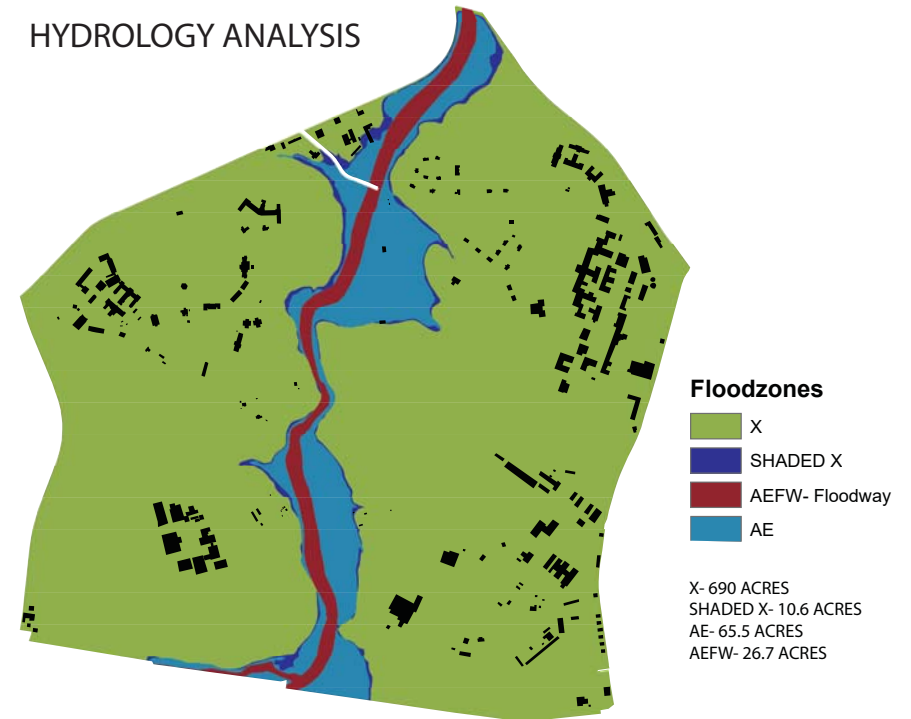 HYDROLOGY ANALYSIS
Floodzones
X
SHADED X
AEFW- Floodway
AE
X- 690 ACRES
SHADED X- 10.6 ACRES
AE- 65.5 ACRES
AEFW- 26.7 ACRES